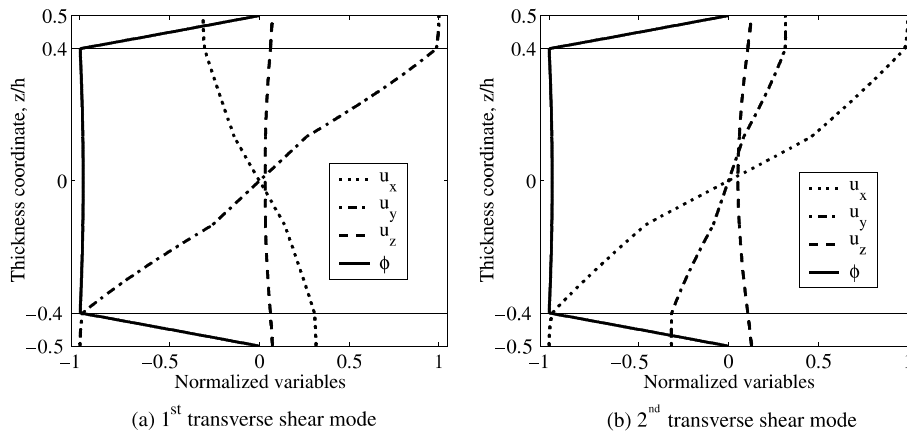 0.5
0.4
0
−0.4
−0.5
Thickness coordinate, z/h
−1
−0.5
0
0.5
1
Normalized variables
u_x
u_y
u_z
ϕ
(a) 1st transverse shear mode
0.5
0.4
0
−0.4
−0.5
Thickness coordinate, z/h
−1
−0.5
0
0.5
1
Normalized variables
u_x
u_y
u_z
ϕ
(b) 2nd transverse shear mode